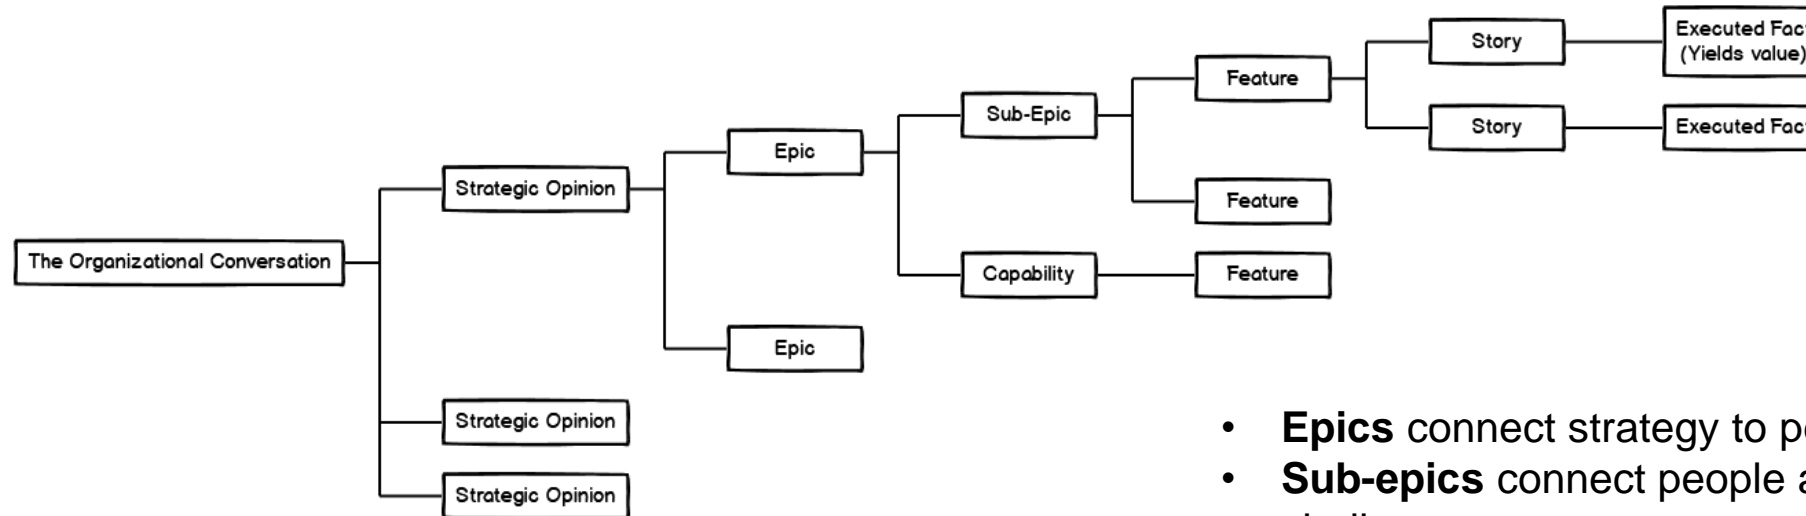 The Organizational Conversation
Strategic Opinion
Epic
Sub-Epic
Feature
Story
Executed Fac
(Yields value)
Story
Executed Fac
Feature
Capability
Feature
Epic
Strategic Opinion
Strategic Opinion
• Epics connect strategy to p
• Sub-epics connect people a